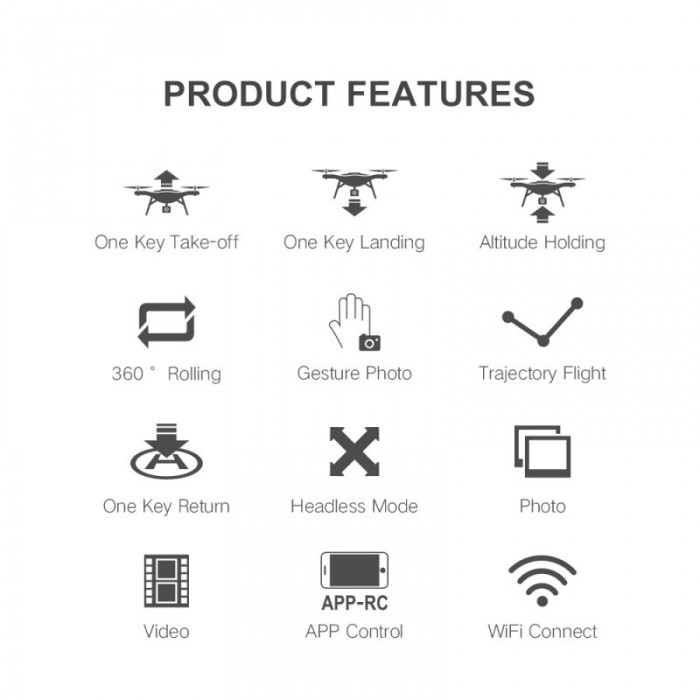 PRODUCT FEATURES
One Key Take-off
One Key Landing
Altitude Holding
360 ° Rolling
Gesture Photo
Trajectory Flight
One Key Return
Headless Mode
Photo
APP-RC
Video
APP Control
WiFi Connect